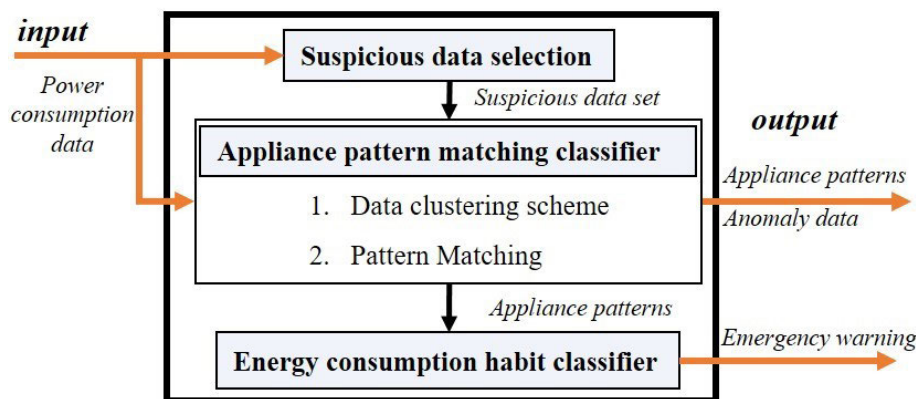 input
Power
consumption
data
Suspicious data selection
Suspicious data set
Appliance pattern matching classifier
1. Data clustering scheme
2. Pattern Matching
output
Appliance patterns
Anomaly data
Appliance patterns
Energy consumption habit classifier
Emergency warning